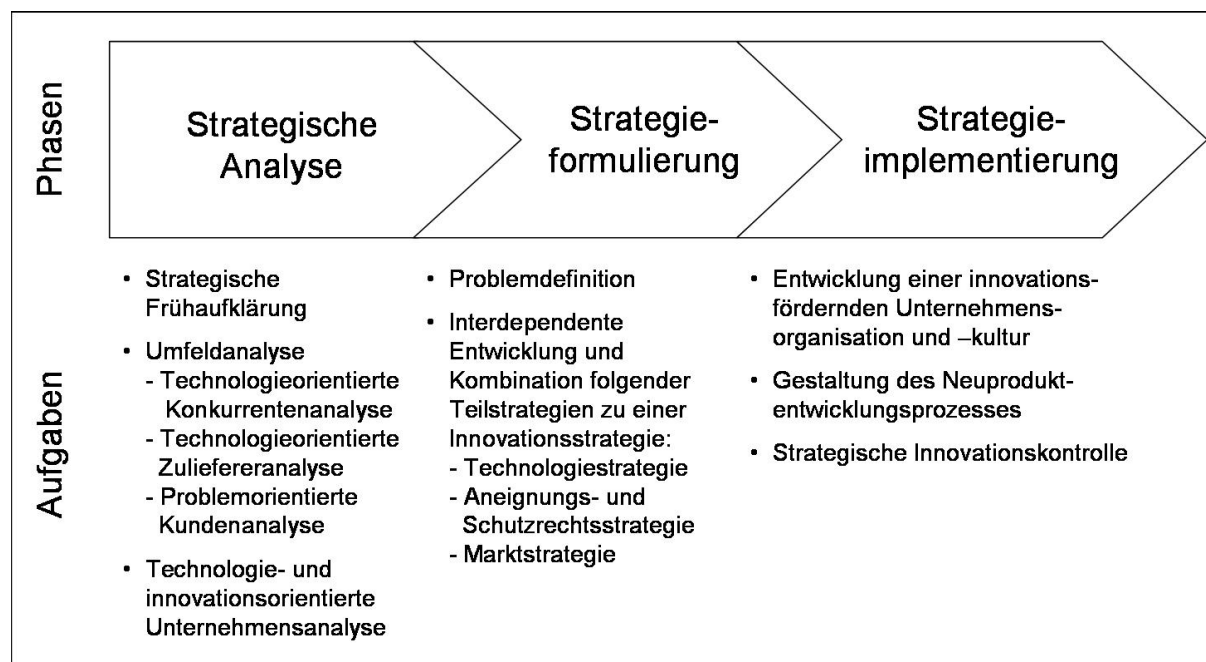 Phasen
Strategische
Analyse
Strategie-
formulierung
Strategie-
implementierung
Aufgaben
• Strategische
Frühaufklärung
• Umfeldanalyse
- Technologieorientierte
Konkurrentenanalyse
- Technologieorientierte
Zuliefereranalyse
- Problemorientierte
Kundenanalyse
• Technologie- und
innovationsorientierte
Unternehmensanalyse
• Problemdefinition
• Interdependente
Entwicklung und
Kombination folgender
Teilstrategien zu einer
Innovationsstrategie:
- Technologiestrategie
- Aneignungs- und
Schutzrechtsstrategie
- Marktstrategie
• Entwicklung einer innovations-
fördernden Unternehmens-
organisation und –kultur
• Gestaltung des Neuprodukt-
entwicklungsprozesses
• Strategische Innovationskontrolle